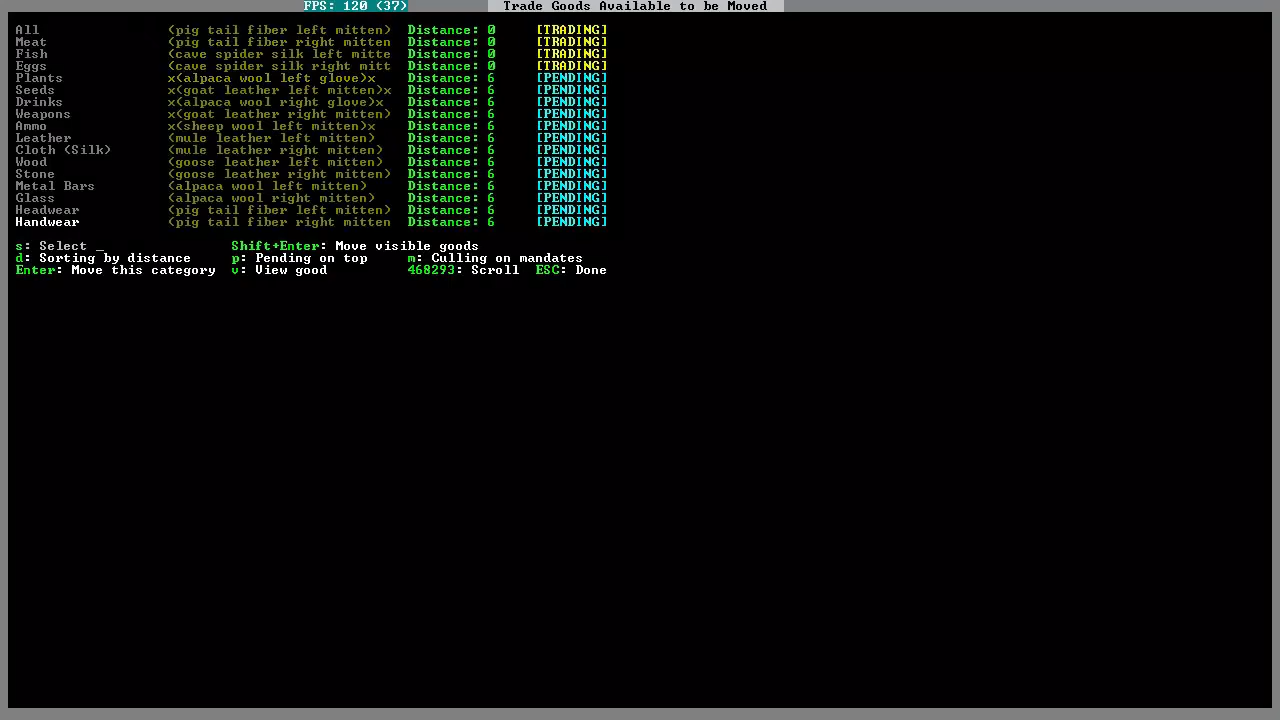 FPS: 120 (37) Trade Goods Available to be Moved
All (pig tail fiber left mitten) Distance: 0 [TRADING]
Meat (pig tail fiber right mitten Distance: 0 [TRADING]
Fish (cave spider silk left mitte Distance: 0 [TRADING]
Eggs (cave spider silk right mitt Distance: 0 [TRADING]
Plants x(alpaca wool left glove)x Distance: 6 [PENDING]
Seeds x(goat leather left mitten)x Distance: 6 [PENDING]
Drinks x(alpaca wool right glove)x Distance: 6 [PENDING]
Weapons x(goat leather right mitten) Distance: 6 [PENDING]
Ammo x(sheep wool left mitten)x Distance: 6 [PENDING]
Leather (mule leather left mitten) Distance: 6 [PENDING]
Cloth (Silk) (mule leather right mitten) Distance: 6 [PENDING]
Wood (goose leather left mitten) Distance: 6 [PENDING]
Stone (goose leather right mitten) Distance: 6 [PENDING]
Metal Bars (alpaca wool left mitten) Distance: 6 [PENDING]
Glass (alpaca wool right mitten) Distance: 6 [PENDING]
Headwear (pig tail fiber left mitten) Distance: 6 [PENDING]
Handwear (pig tail fiber right mitten Distance: 6 [PENDING]
s: Select _ Shift+Enter: Move visible goods
d: Sorting by distance p: Pending on top m: Culling on mandates
Enter: Move this category v: View good 468293: Scroll ESC: Done